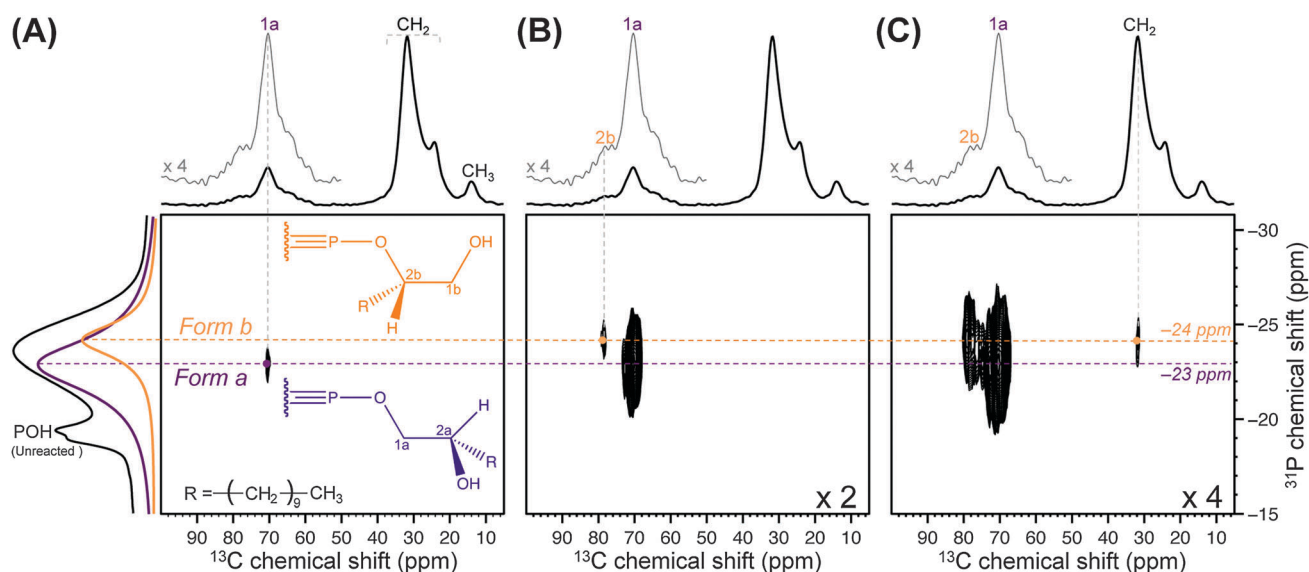 (A)
1a
CH2
x 4
CH3
(B)
1a
2b
x 4
(C)
1a
CH2
2b
x 4
Form b
Form a
POH
(Unreacted )
P
O
OH
2b
1b
R
H
P
O
H
1a
2a
R
OH
R = (CH2)9 CH3
x 2
–24 ppm
–23 ppm
x 4
–30
–25
–20
–15
31P chemical shift (ppm)
90 80 70 60 50 40 30 20 10
13C chemical shift (ppm)
90 80 70 60 50 40 30 20 10
13C chemical shift (ppm)
90 80 70 60 50 40 30 20 10
13C chemical shift (ppm)